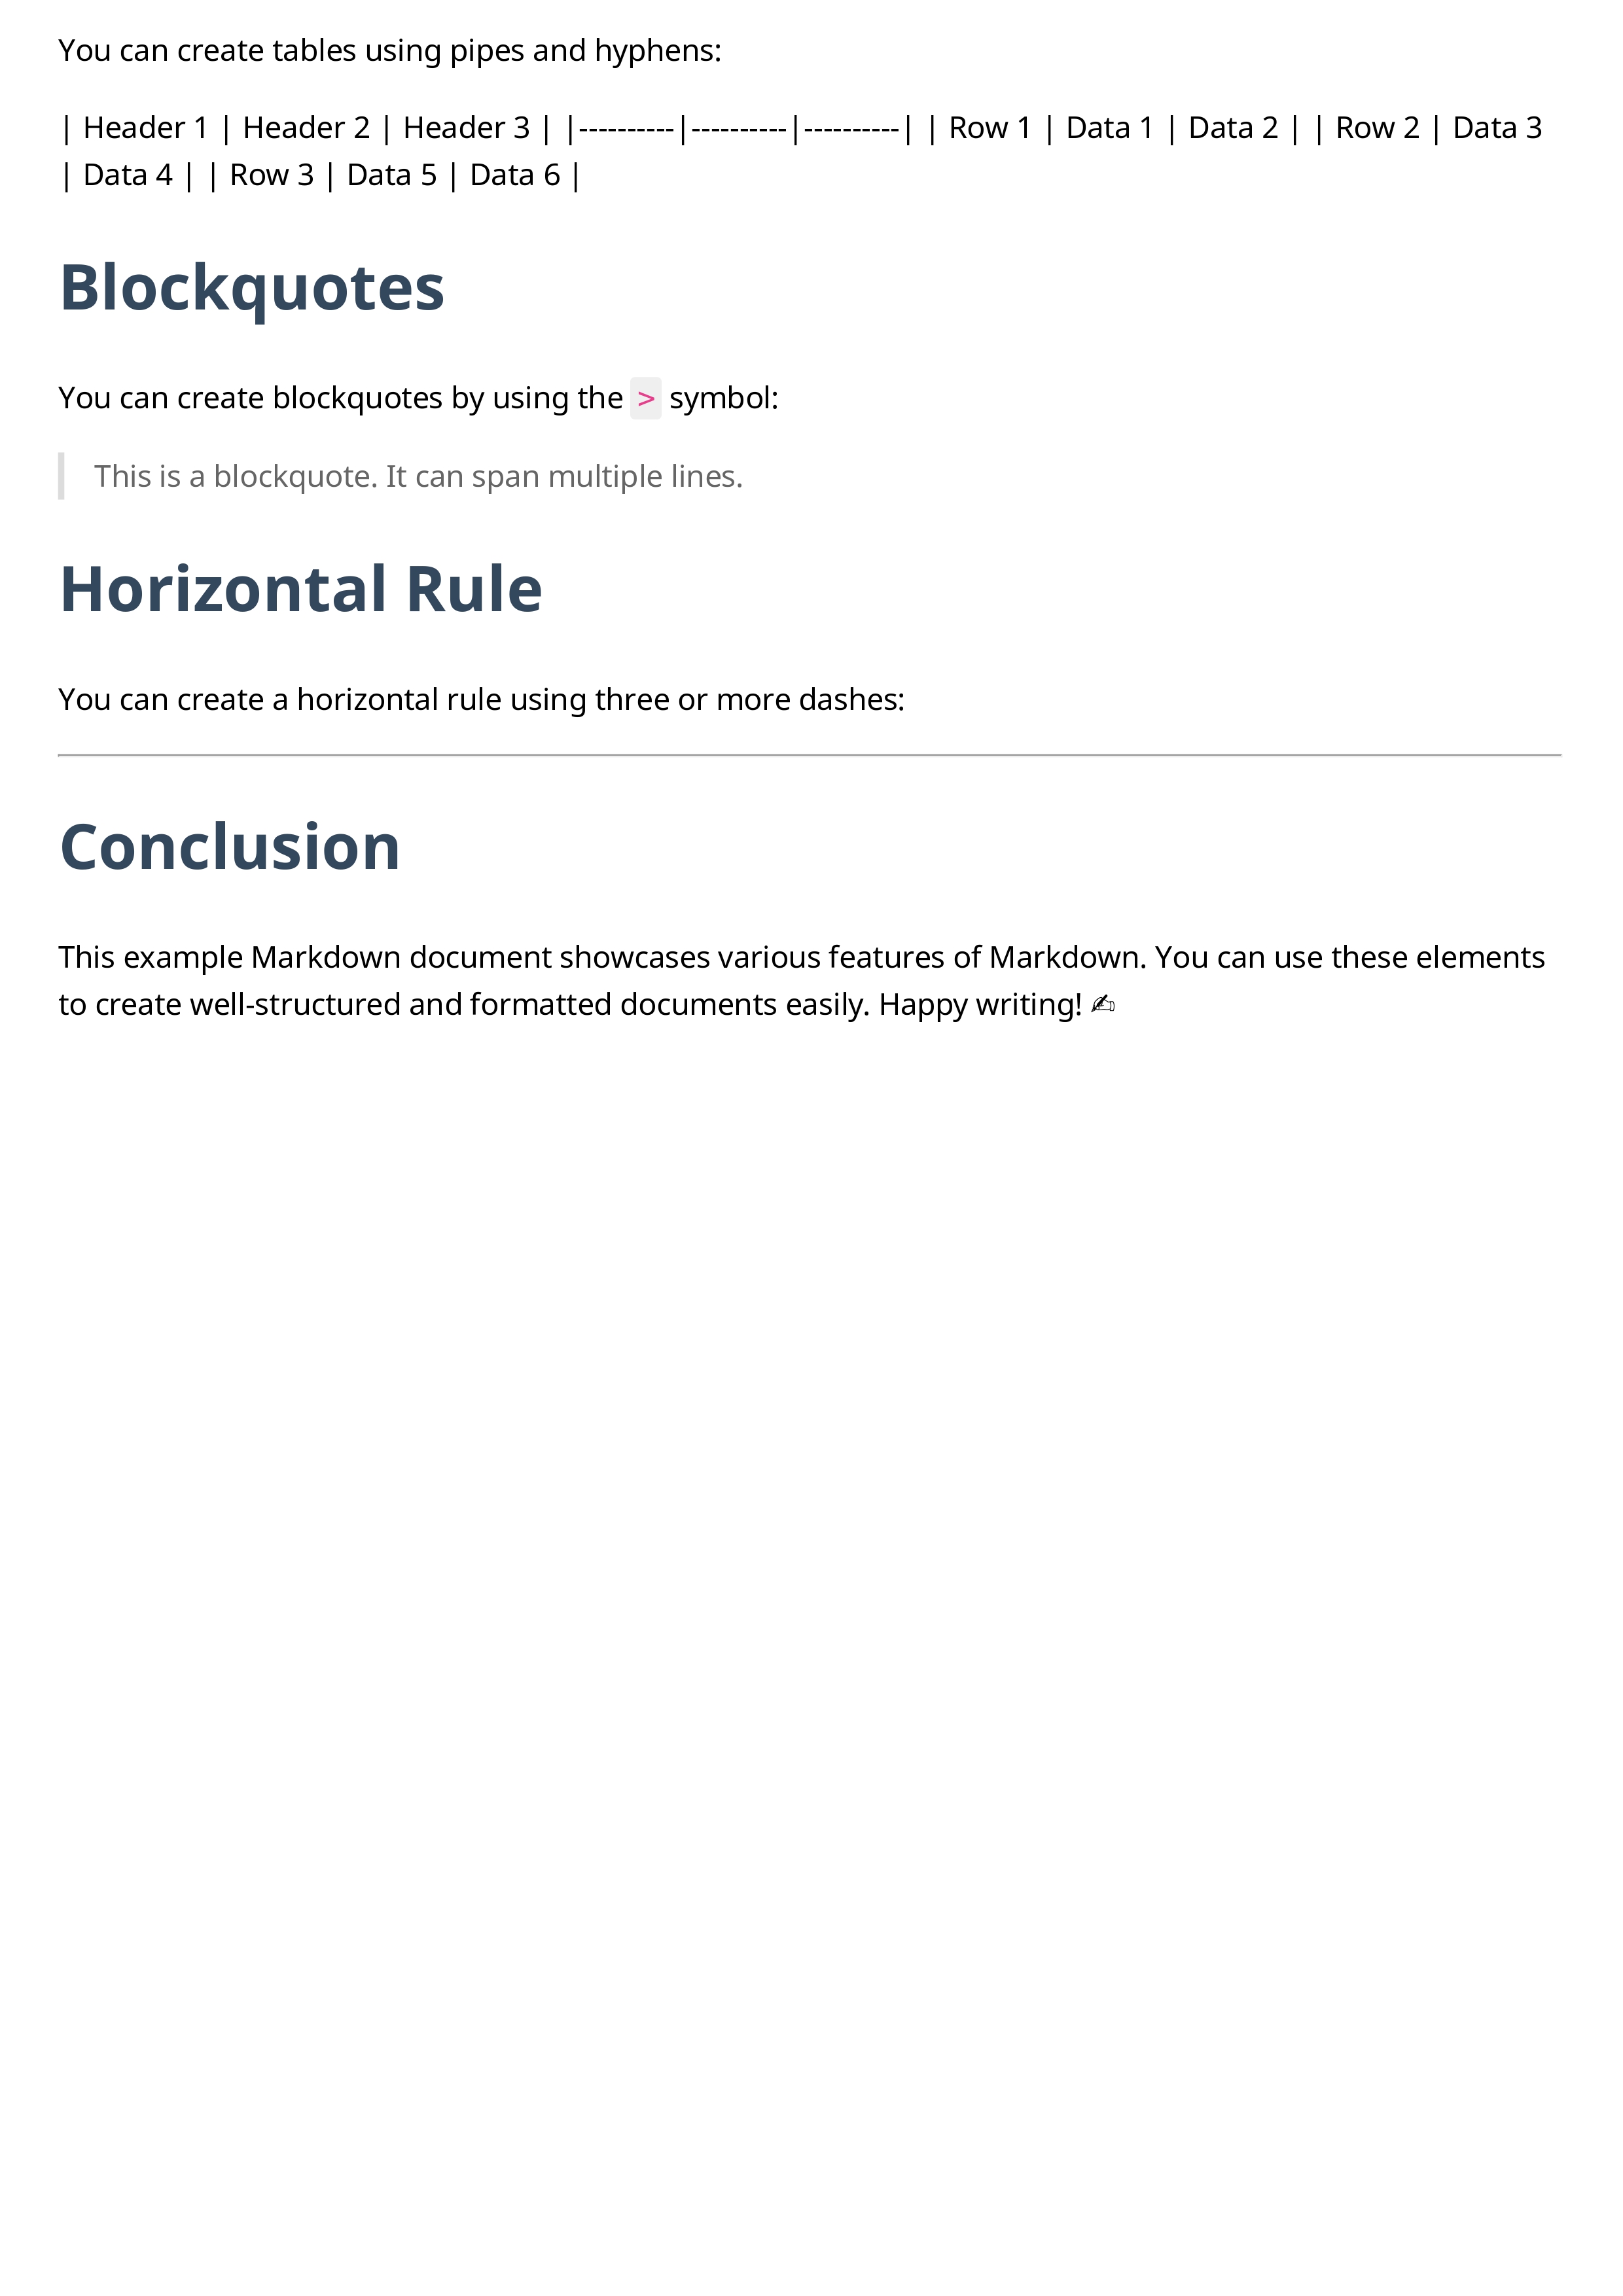 You can create tables using pipes and hyphens:
| Header 1 | Header 2 | Header 3 | |----------|----------|----------| | Row 1 | Data 1 | Data 2 | | Row 2 | Data 3
| Data 4 | | Row 3 | Data 5 | Data 6 |
Blockquotes
You can create blockquotes by using the > symbol:
This is a blockquote. It can span multiple lines.
Horizontal Rule
You can create a horizontal rule using three or more dashes:
Conclusion
This example Markdown document showcases various features of Markdown. You can use these elements
to create well-structured and formatted documents easily. Happy writing! ✍